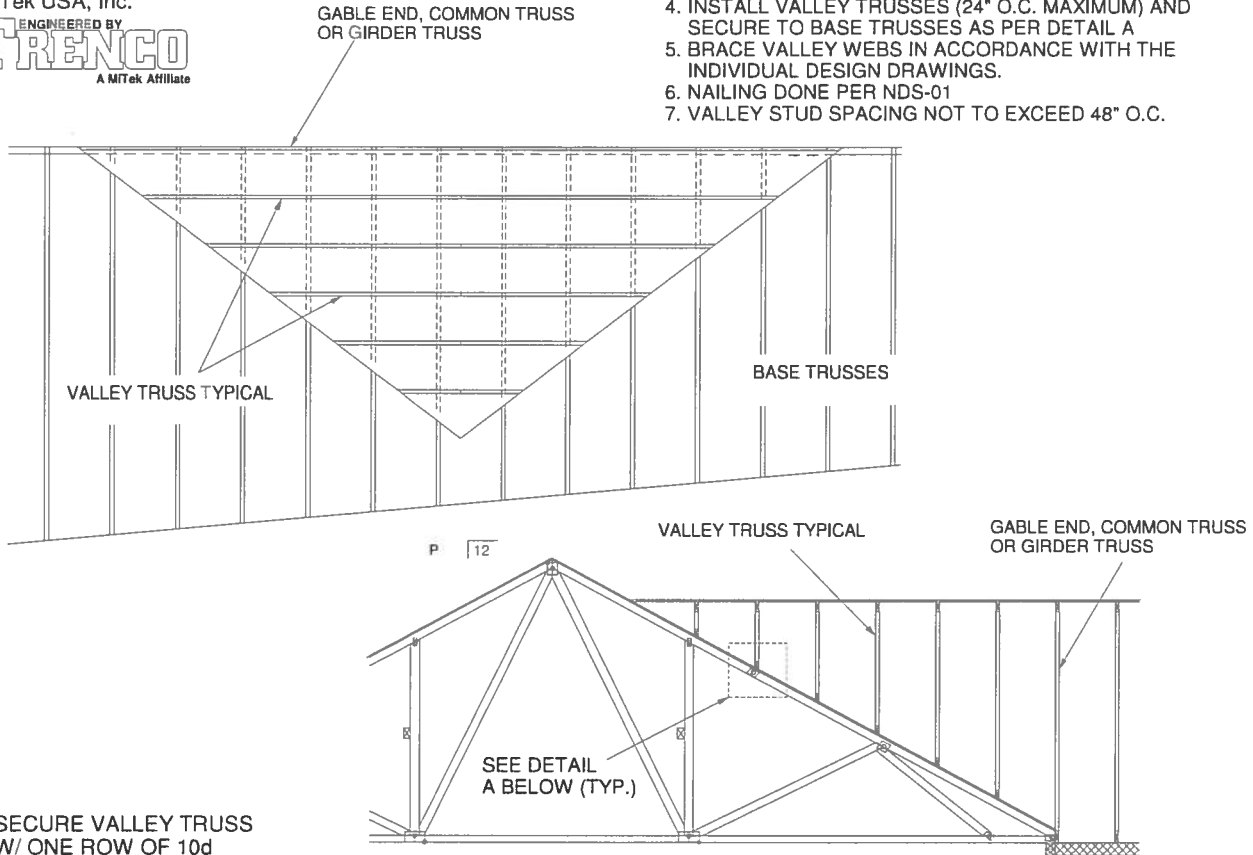 Tek USA, Inc.
ENGINEERED BY
TRENCO
A MiTek Affiliate
GABLE END, COMMON TRUSS
OR GIRDER TRUSS
4. INSTALL VALLEY TRUSSES (24" O.C. MAXIMUM) AND
SECURE TO BASE TRUSSES AS PER DETAIL A
5. BRACE VALLEY WEBS IN ACCORDANCE WITH THE
INDIVIDUAL DESIGN DRAWINGS.
6. NAILING DONE PER NDS-01
7. VALLEY STUD SPACING NOT TO EXCEED 48" O.C.
VALLEY TRUSS TYPICAL
BASE TRUSSES
P 12
VALLEY TRUSS TYPICAL
GABLE END, COMMON TRUSS
OR GIRDER TRUSS
SEE DETAIL
A BELOW (TYP.)
SECURE VALLEY TRUSS
W/ ONE ROW OF 10d